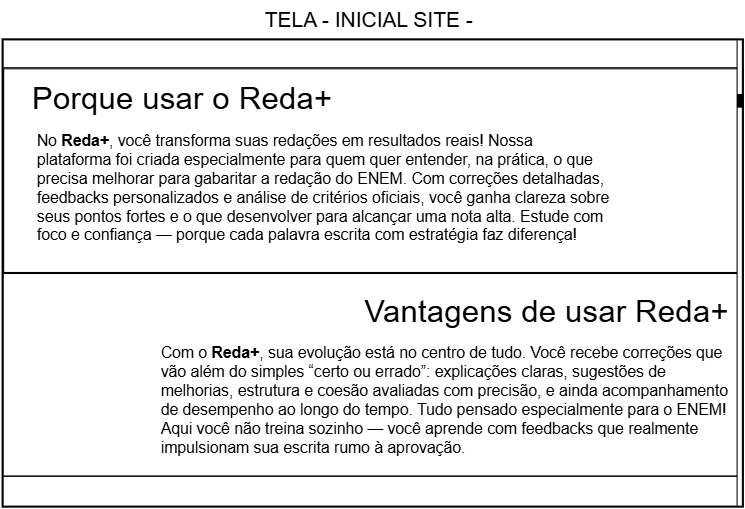 TELA - INICIAL SITE -
Porque usar o Reda+
No Reda+, você transforma suas redações em resultados reais! Nossa
plataforma foi criada especialmente para quem quer entender, na prática, o que
precisa melhorar para gabaritar a redação do ENEM. Com correções detalhadas,
feedbacks personalizados e análise de critérios oficiais, você ganha clareza sobre
seus pontos fortes e o que desenvolver para alcançar uma nota alta. Estude com
foco e confiança — porque cada palavra escrita com estratégia faz diferença!
Vantagens de usar Reda+
Com o Reda+, sua evolução está no centro de tudo. Você recebe correções que
vão além do simples “certo ou errado”: explicações claras, sugestões de
melhorias, estrutura e coesão avaliadas com precisão, e ainda acompanhamento
de desempenho ao longo do tempo. Tudo pensado especialmente para o ENEM!
Aqui você não treina sozinho — você aprende com feedbacks que realmente
impulsionam sua escrita rumo à aprovação.